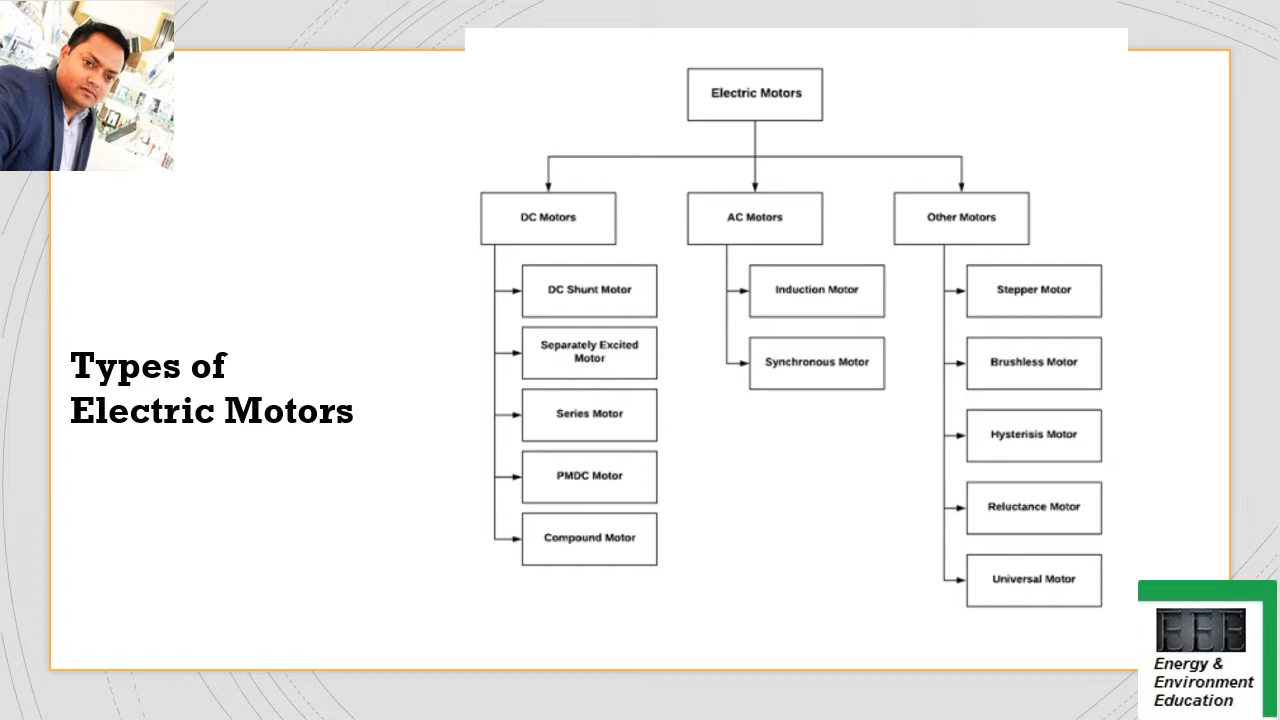 Electric Motors
DC Motors
AC Motors
Other Motors
DC Shunt Motor
Separately Excited
Motor
Series Motor
PMDC Motor
Compound Motor
Induction Motor
Synchronous Motor
Stepper Motor
Brushless Motor
Hysterisis Motor
Reluctance Motor
Universal Motor
Types of
Electric Motors
EEE
Energy &
Environment
Education